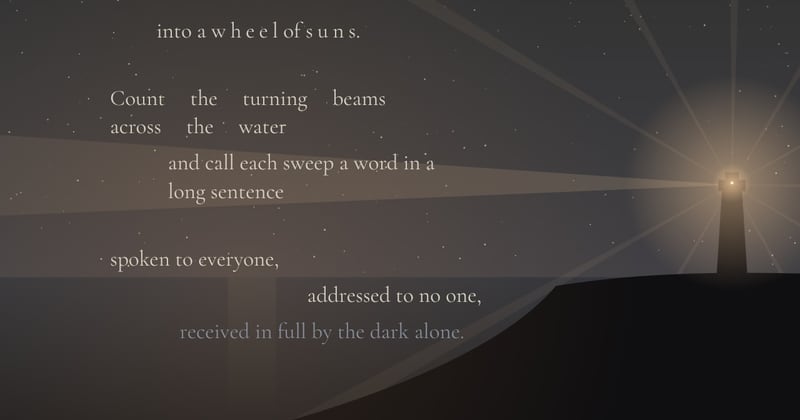 into a w h e e l of s u n s.
Count the turning beams
across the water
and call each sweep a word in a
long sentence
spoken to everyone,
addressed to no one,
received in full by the dark alone.